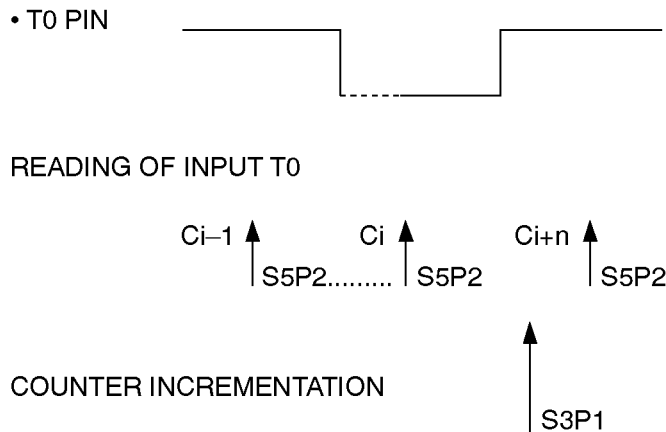 • T0 PIN
READING OF INPUT T0
Ci–1 Ci Ci+n
S5P2......... S5P2 S5P2
COUNTER INCREMENTATION
S3P1